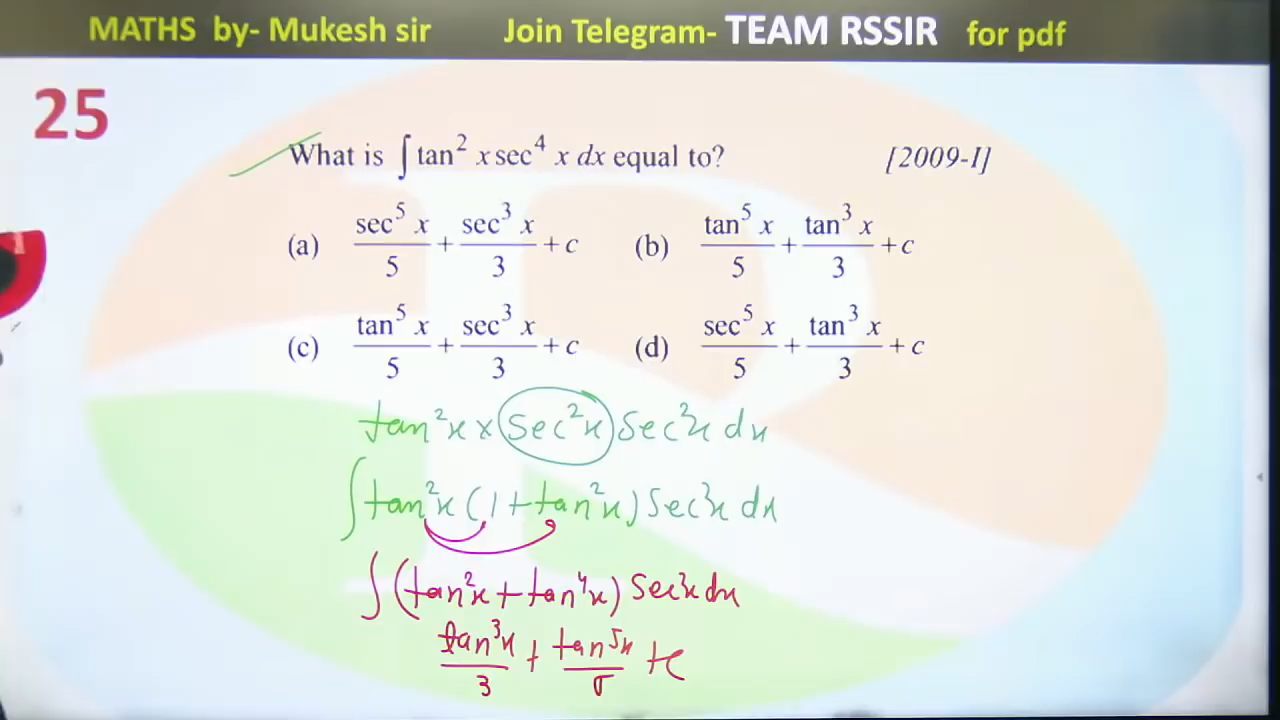 MATHS by- Mukesh sir Join Telegram- TEAM RSSIR for pdf
25
What is ∫ tan² x sec⁴ x dx equal to? [2009-I]
(a) sec⁵ x / 5 + sec³ x / 3 + c (b) tan⁵ x / 5 + tan³ x / 3 + c
(c) tan⁵ x / 5 + sec³ x / 3 + c (d) sec⁵ x / 5 + tan³ x / 3 + c
tan²x × sec²x sec²x dx
∫ tan²x (1 + tan²x) sec²x dx
∫ (tan²x + tan⁴x) sec²x dx
tan³x / 3 + tan⁵x / 5 + c